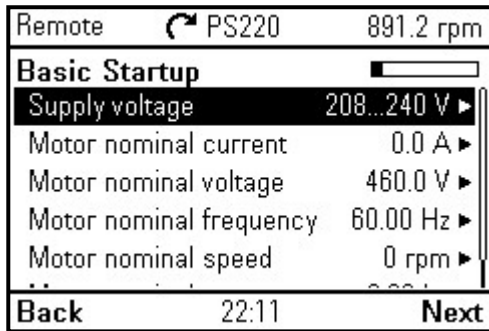 Remote PS220 891.2 rpm
Basic Startup
Supply voltage 208...240 V
Motor nominal current 0.0 A
Motor nominal voltage 460.0 V
Motor nominal frequency 60.00 Hz
Motor nominal speed 0 rpm
Back 22:11 Next